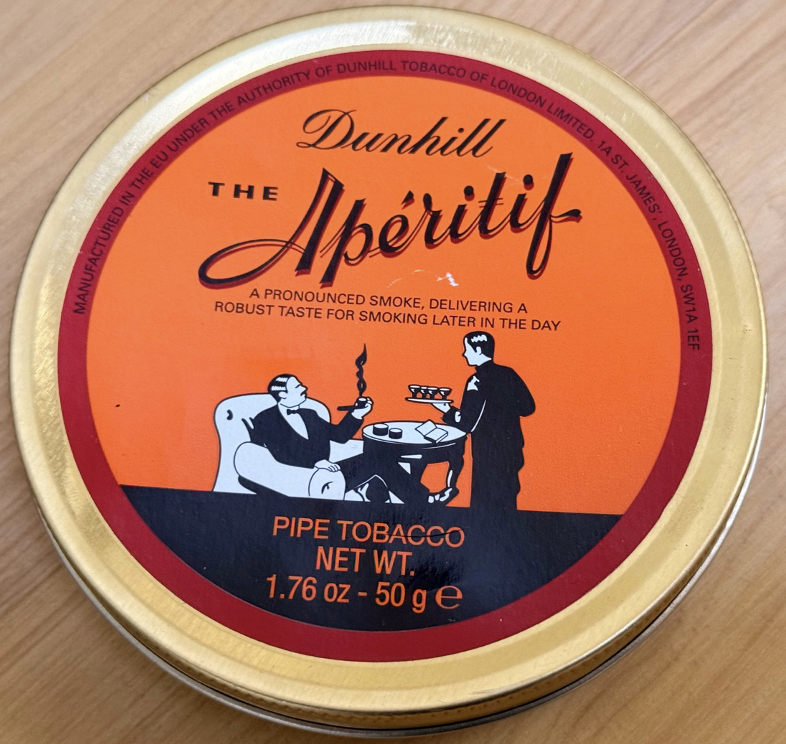 MANUFACTURED IN THE EU UNDER THE AUTHORITY OF DUNHILL TOBACCO OF LONDON LIMITED, 1A ST. JAMES', LONDON, SW1A 1EF
Dunhill
THE Apéritif
A PRONOUNCED SMOKE, DELIVERING A
ROBUST TASTE FOR SMOKING LATER IN THE DAY
PIPE TOBACCO
NET WT.
1.76 oz - 50 g ℮